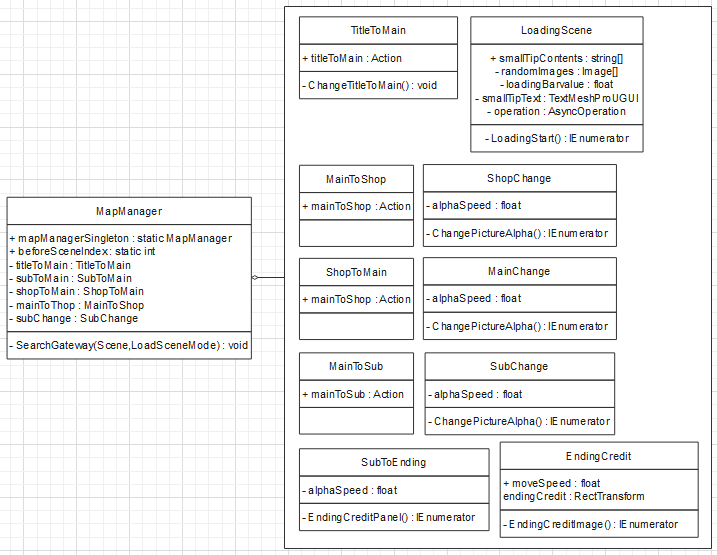 TitleToMain
+ titleToMain : Action
- ChangeTitleToMain() : void
LoadingScene
+ smallTipContents : string[]
- randomImages : Image[]
- loadingBarvalue : float
- smallTipText : TextMeshProUGUI
- operation : AsyncOperation
- LoadingStart() : IEnumerator
MainToShop
+ mainToShop : Action
ShopChange
- alphaSpeed : float
- ChangePictureAlpha() : IEnumerator
MapManager
+ mapManagerSingleton : static MapManager
+ beforeSceneIndex : static int
- titleToMain : TitleToMain
- subToMain : SubToMain
- shopToMain : ShopToMain
- mainToThop : MainToShop
- subChange : SubChange
- SearchGateway(Scene,LoadSceneMode) : void
ShopToMain
+ mainToShop : Action
MainChange
- alphaSpeed : float
- ChangePictureAlpha() : IEnumerator
MainToSub
+ mainToSub : Action
SubChange
- alphaSpeed : float
- ChangePictureAlpha() : IEnumerator
SubToEnding
- alphaSpeed : float
- EndingCreditPanel() : IEnumerator
EndingCredit
+ moveSpeed : float
endingCredit : RectTransform
- EndingCreditImage() : IEnumerator